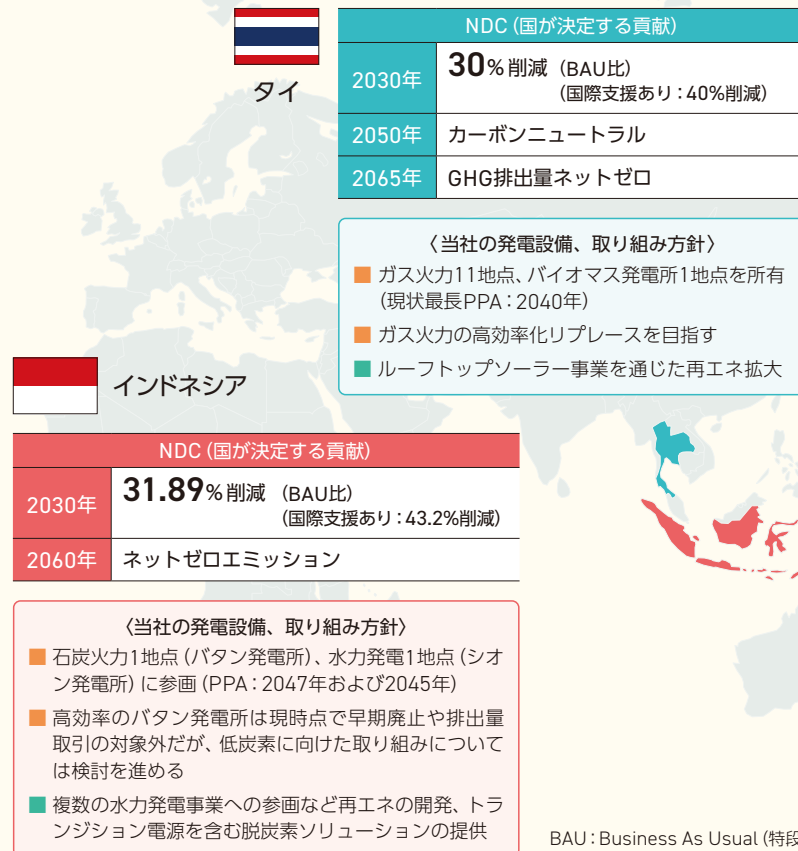 タイ
NDC（国が決定する貢献）
2030年
30%削減（BAU比）
（国際支援あり：40%削減）
2050年
カーボンニュートラル
2065年
GHG排出量ネットゼロ
〈当社の発電設備、取り組み方針〉
■ ガス火力11地点、バイオマス発電所1地点を所有
（現状最長PPA：2040年）
■ ガス火力の高効率化リプレースを目指す
■ ルーフトップソーラー事業を通じた再エネ拡大
インドネシア
NDC（国が決定する貢献）
2030年
31.89%削減（BAU比）
（国際支援あり：43.2%削減）
2060年
ネットゼロエミッション
〈当社の発電設備、取り組み方針〉
■ 石炭火力1地点（バタン発電所）、水力発電1地点（シオ
ン発電所）に参画（PPA：2047年および2045年）
■ 高効率のバタン発電所は現時点で早期廃止や排出量
取引の対象外だが、低炭素に向けた取り組みについて
は検討を進める
■ 複数の水力発電事業への参画など再エネの開発、トラ
ンジション電源を含む脱炭素ソリューションの提供
BAU：Business As Usual（特段